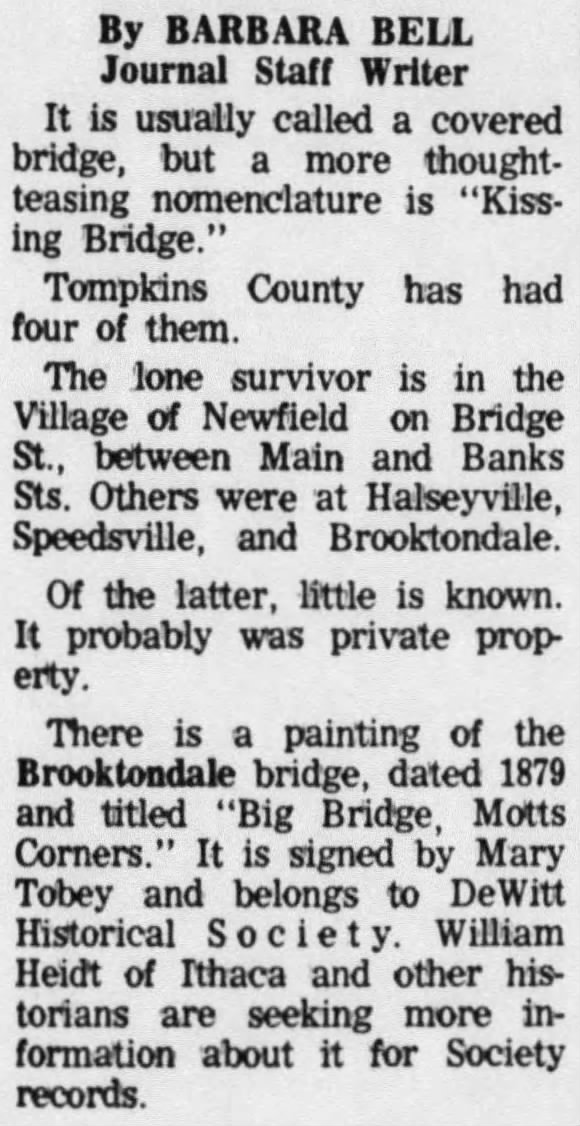 By BARBARA BELL
Journal Staff Writer
It is usually called a covered
bridge, but a more thought-
teasing nomenclature is "Kiss-
ing Bridge."
Tompkins County has had
four of them.
The lone survivor is in the
Village of Newfield on Bridge
St., between Main and Banks
Sts. Others were at Halseyville,
Speedsville, and Brooktondale.
Of the latter, little is known.
It probably was private prop-
erty.
There is a painting of the
Brooktondale bridge, dated 1879
and titled "Big Bridge, Motts
Corners." It is signed by Mary
Tobey and belongs to DeWitt
Historical Society. William
Heidt of Ithaca and other his-
torians are seeking more in-
formation about it for Society
records.